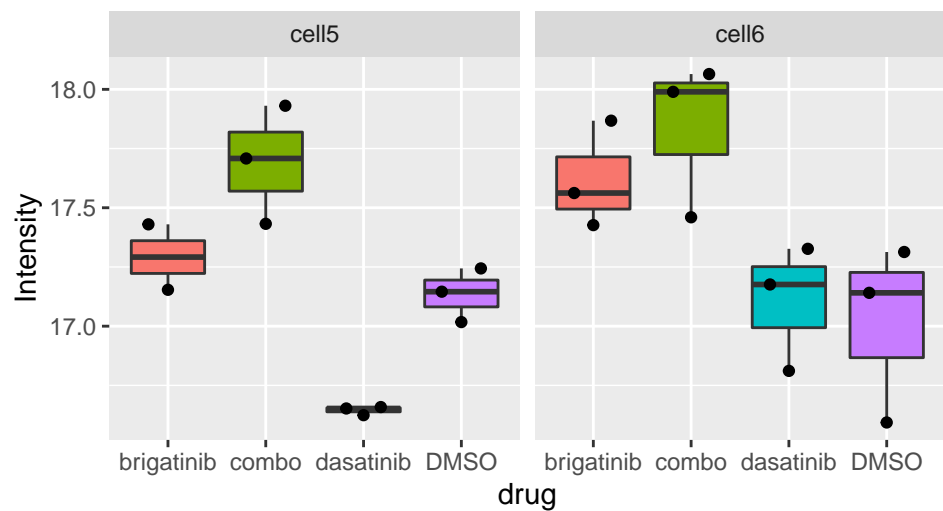 cell5 cell6
18.0
17.5
17.0
Intensity
brigatinib combo dasatinib DMSO brigatinib combo dasatinib DMSO
drug